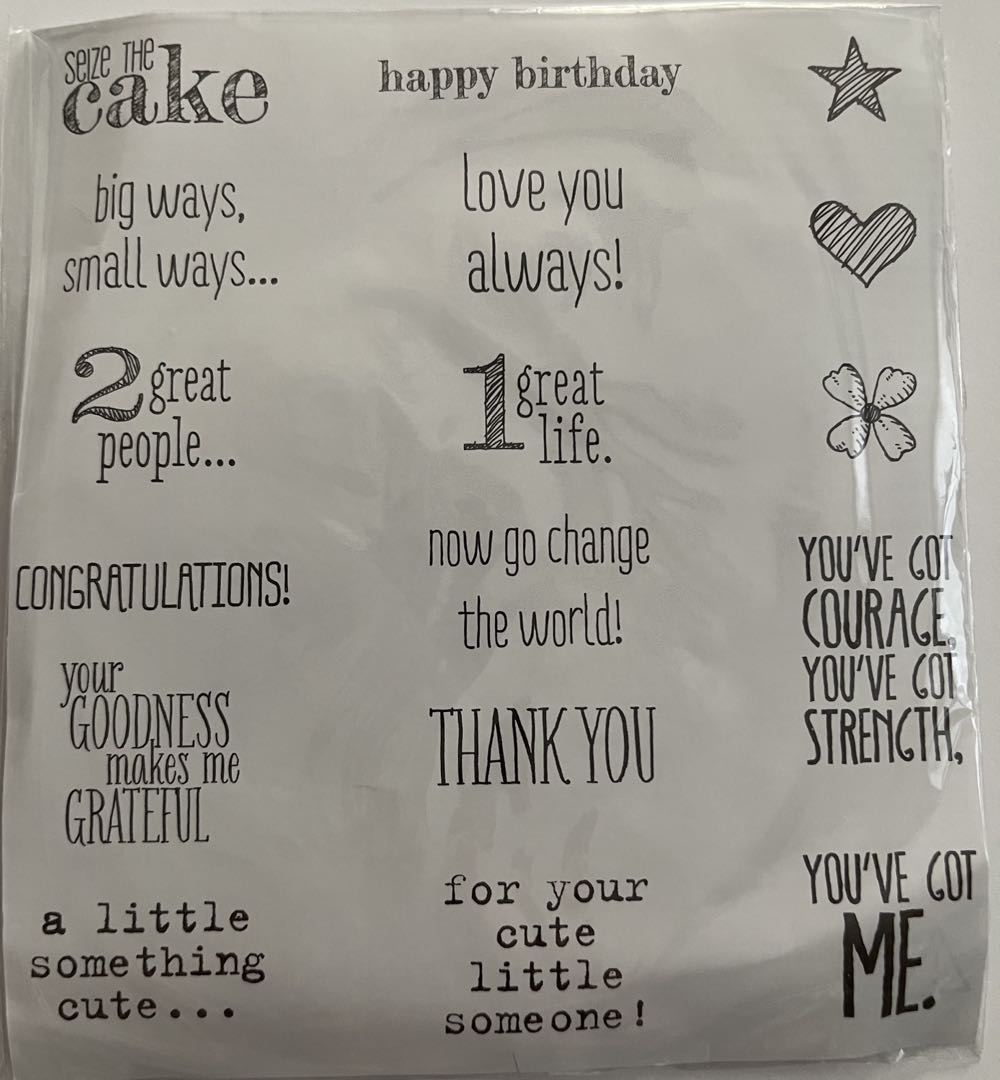 SEIZE THE
cake
happy birthday
big ways,
small ways...
love you
always!
2 great
people...
1 great
life.
CONGRATULATIONS!
now go change
the world!
YOU'VE GOT
COURAGE,
YOU'VE GOT
STRENGTH,
your
GOODNESS
makes me
GRATEFUL
THANK YOU
YOU'VE GOT
ME.
a little
something
cute...
for your
cute
little
someone!